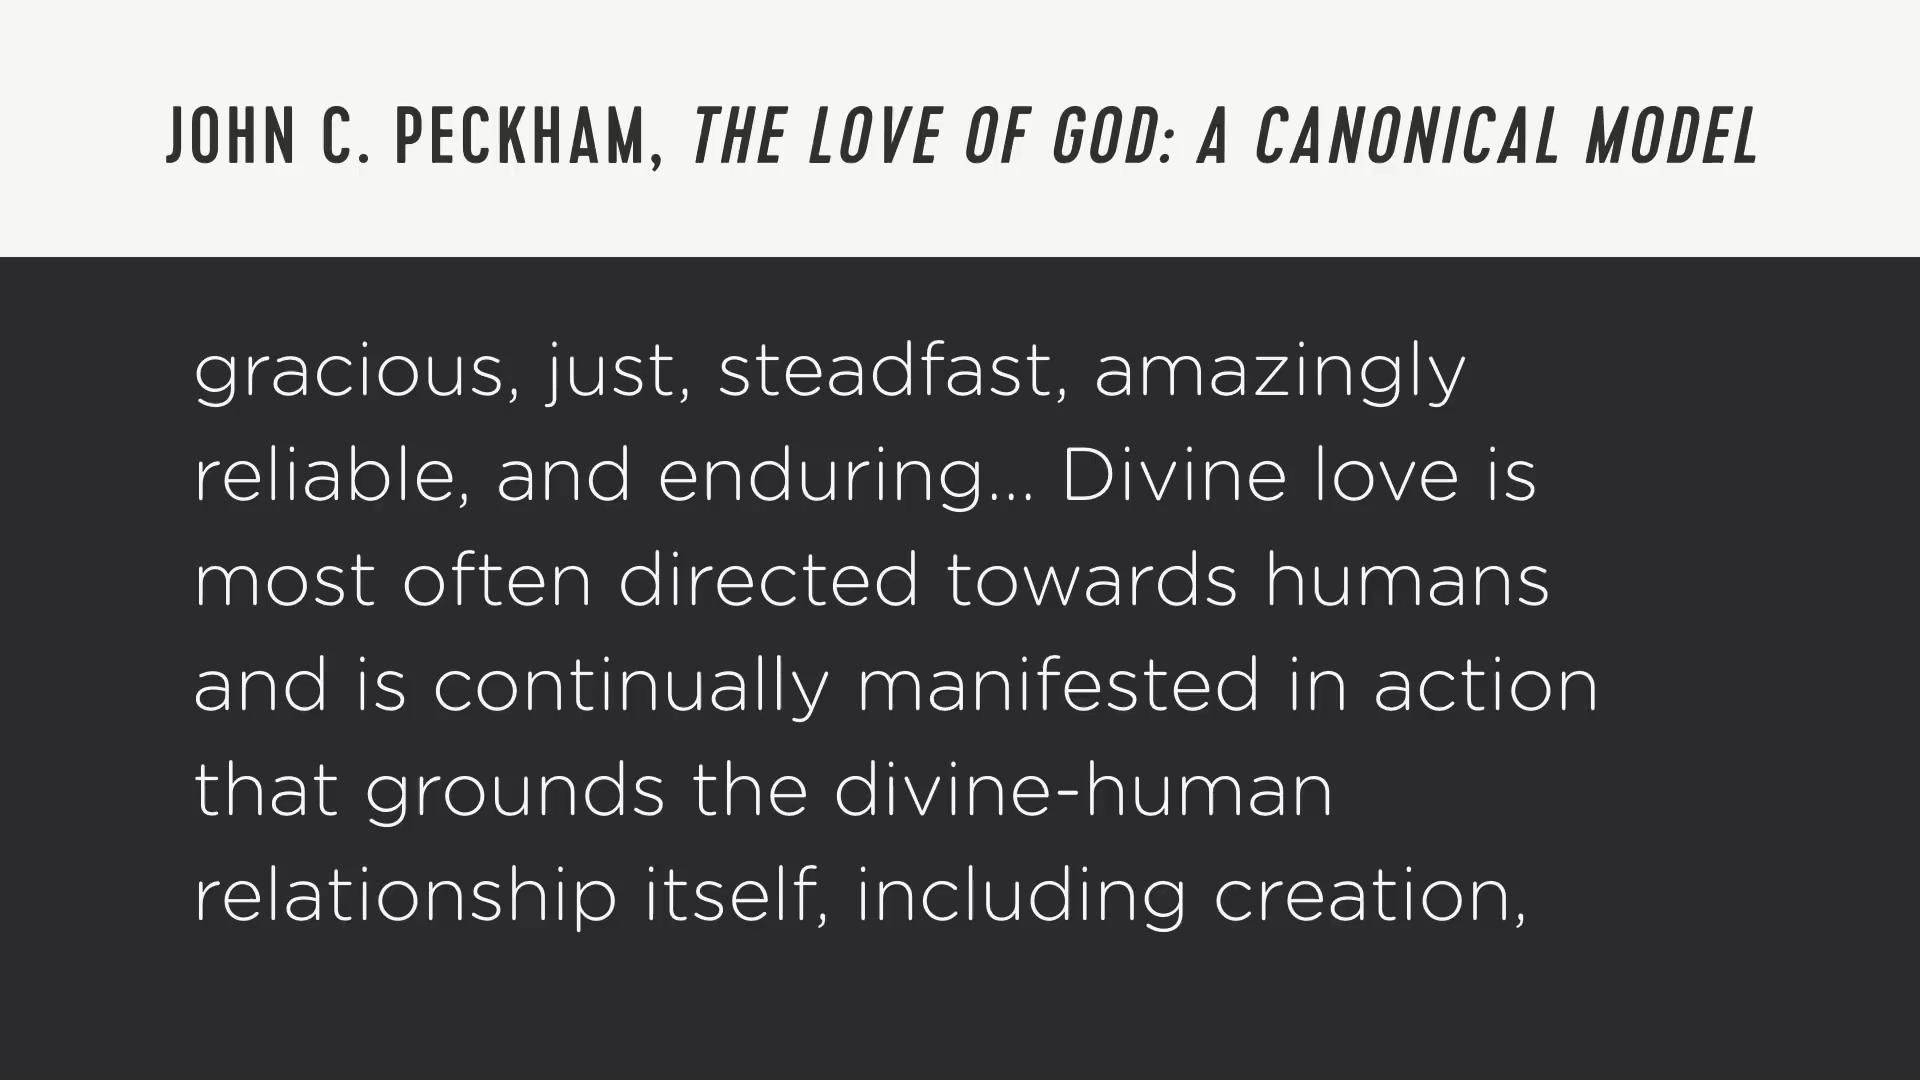 JOHN C. PECKHAM, THE LOVE OF GOD: A CANONICAL MODEL
gracious, just, steadfast, amazingly
reliable, and enduring... Divine love is
most often directed towards humans
and is continually manifested in action
that grounds the divine-human
relationship itself, including creation,